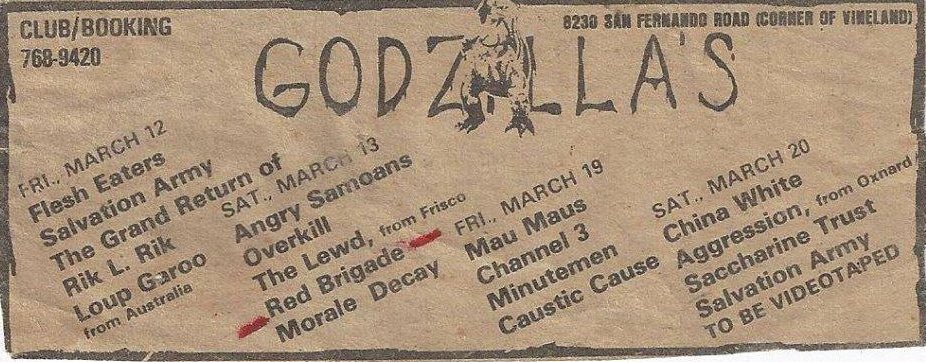 CLUB/BOOKING
768-9420
8230 SAN FERNANDO ROAD (CORNER OF VINELAND)
GODZILLA'S
FRI., MARCH 12
Flesh Eaters
Salvation Army
The Grand Return of
Rik L. Rik
Loup Garoo
from Australia
SAT., MARCH 13
Angry Samoans
Overkill
The Lewd, from Frisco
Red Brigade
Morale Decay
FRI., MARCH 19
Mau Maus
Channel 3
Minutemen
Caustic Cause
SAT., MARCH 20
China White
Aggression, from Oxnard
Saccharine Trust
Salvation Army
TO BE VIDEOTAPED